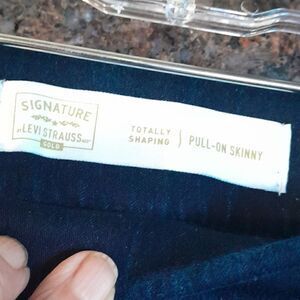 SIGNATURE
BY LEVI STRAUSS & CO.
GOLD
TOTALLY
SHAPING
PULL-ON SKINNY